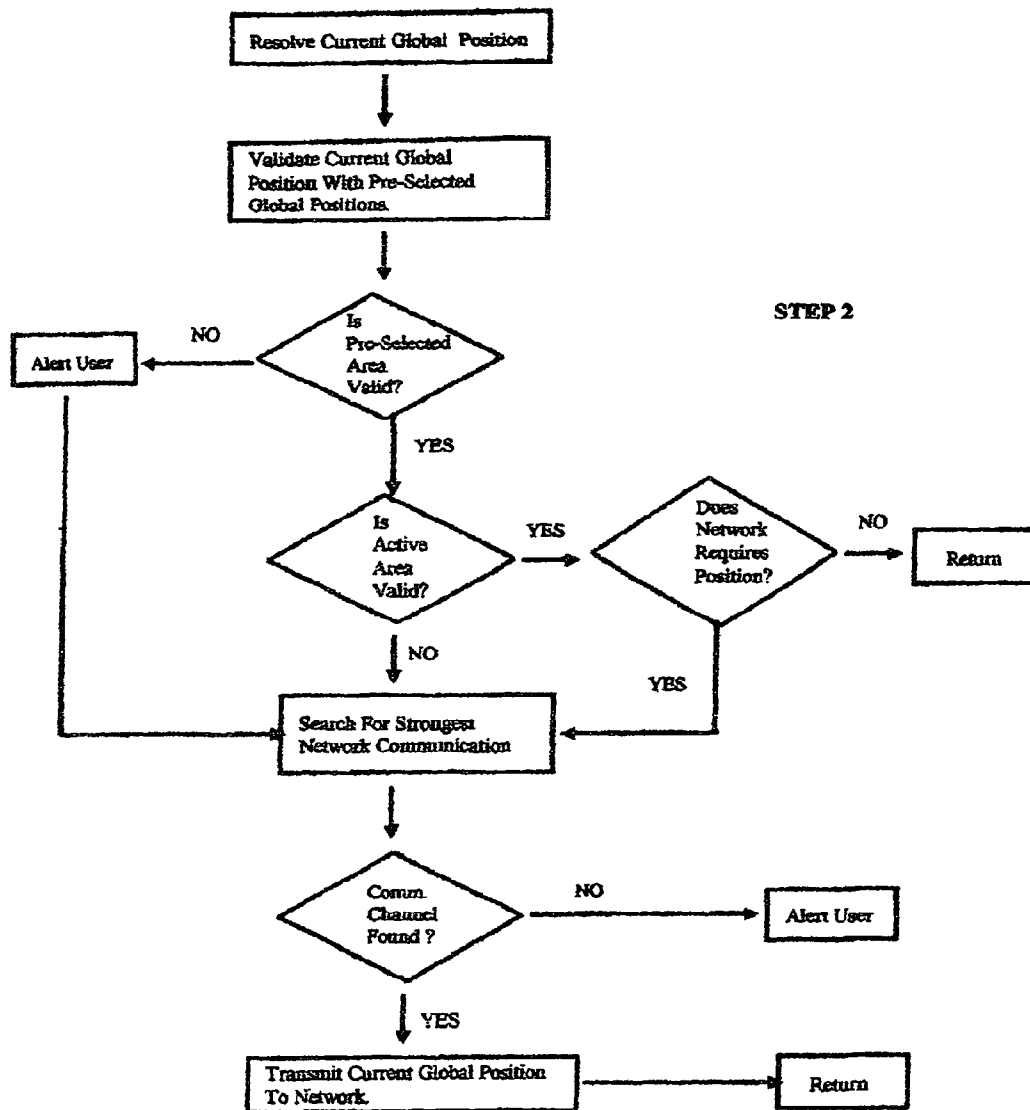 Resolve Current Global Position
Validate Current Global
Position With Pre-Selected
Global Positions.
STEP 2
Is
Pre-Selected
Area
Valid?
NO
Alert User
YES
Is
Active
Area
Valid?
YES
Does
Network
Requires
Position?
NO
Return
NO
YES
Search For Strongest
Network Communication
Comm.
Channel
Found ?
NO
Alert User
YES
Transmit Current Global Position
To Network.
Return